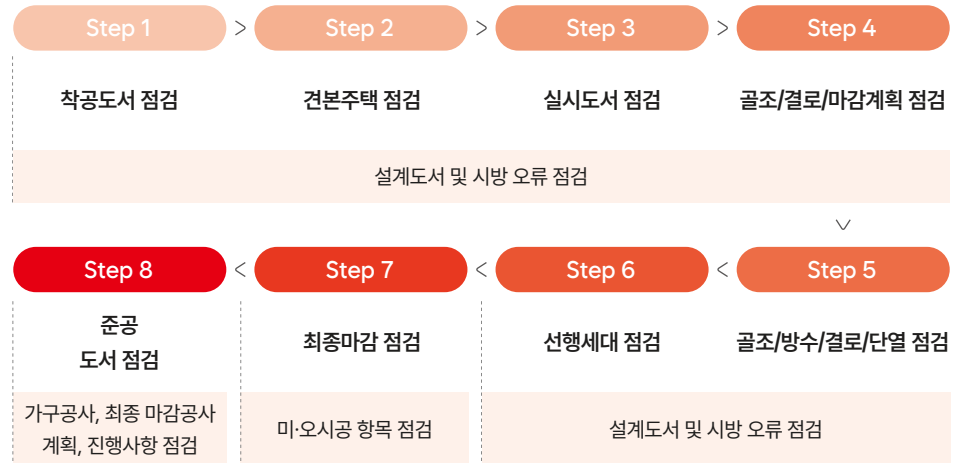 Step 1 > Step 2 > Step 3 > Step 4
착공도서 점검
견본주택 점검
실시도서 점검
골조/결로/마감계획 점검
설계도서 및 시방 오류 점검
Step 8 < Step 7 < Step 6 < Step 5
준공
도서 점검
최종마감 점검
선행세대 점검
골조/방수/결로/단열 점검
가구공사, 최종 마감공사
계획, 진행사항 점검
미·오시공 항목 점검
설계도서 및 시방 오류 점검